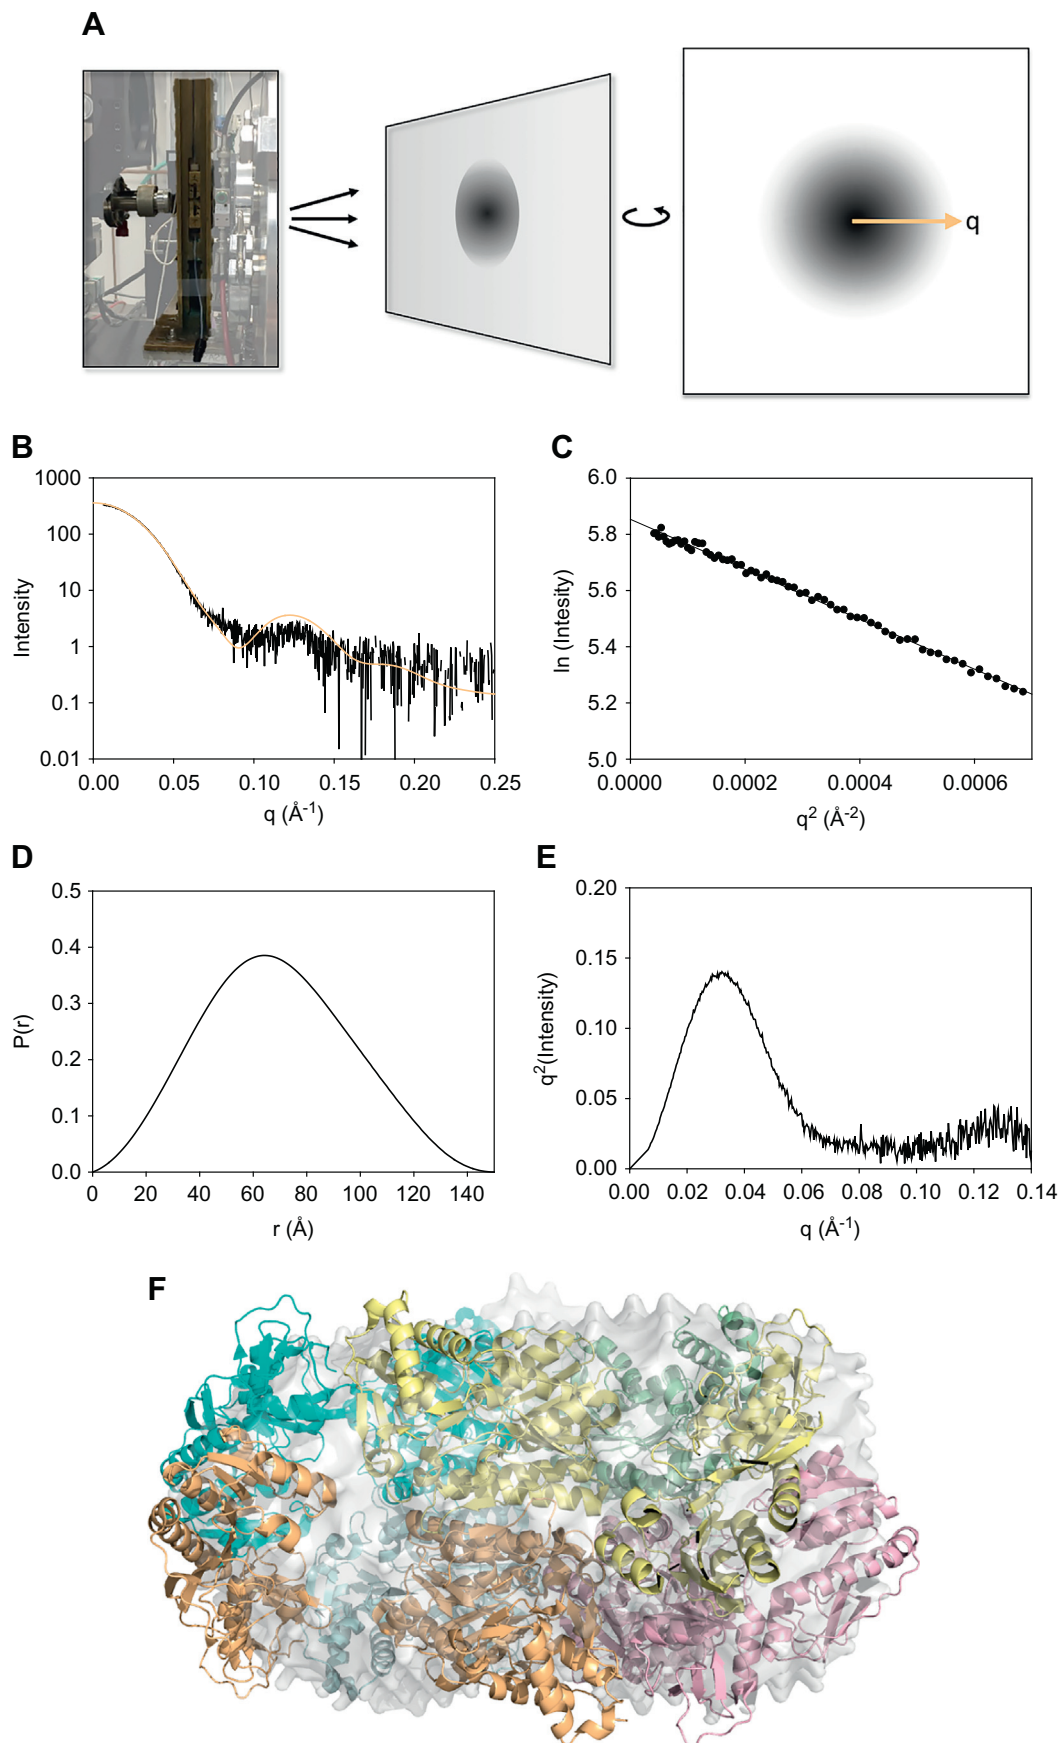 A
q
B
1000
100
10
1
0.1
0.01
Intensity
0.00 0.05 0.10 0.15 0.20 0.25
q (Å-1)
C
6.0
5.8
5.6
5.4
5.2
5.0
ln (Intesity)
0.0000 0.0002 0.0004 0.0006
q2 (Å-2)
D
0.5
0.4
0.3
0.2
0.1
0.0
P(r)
0 20 40 60 80 100 120 140
r (Å)
E
0.20
0.15
0.10
0.05
0.00
q2(Intensity)
0.00 0.02 0.04 0.06 0.08 0.10 0.12 0.14
q (Å-1)
F